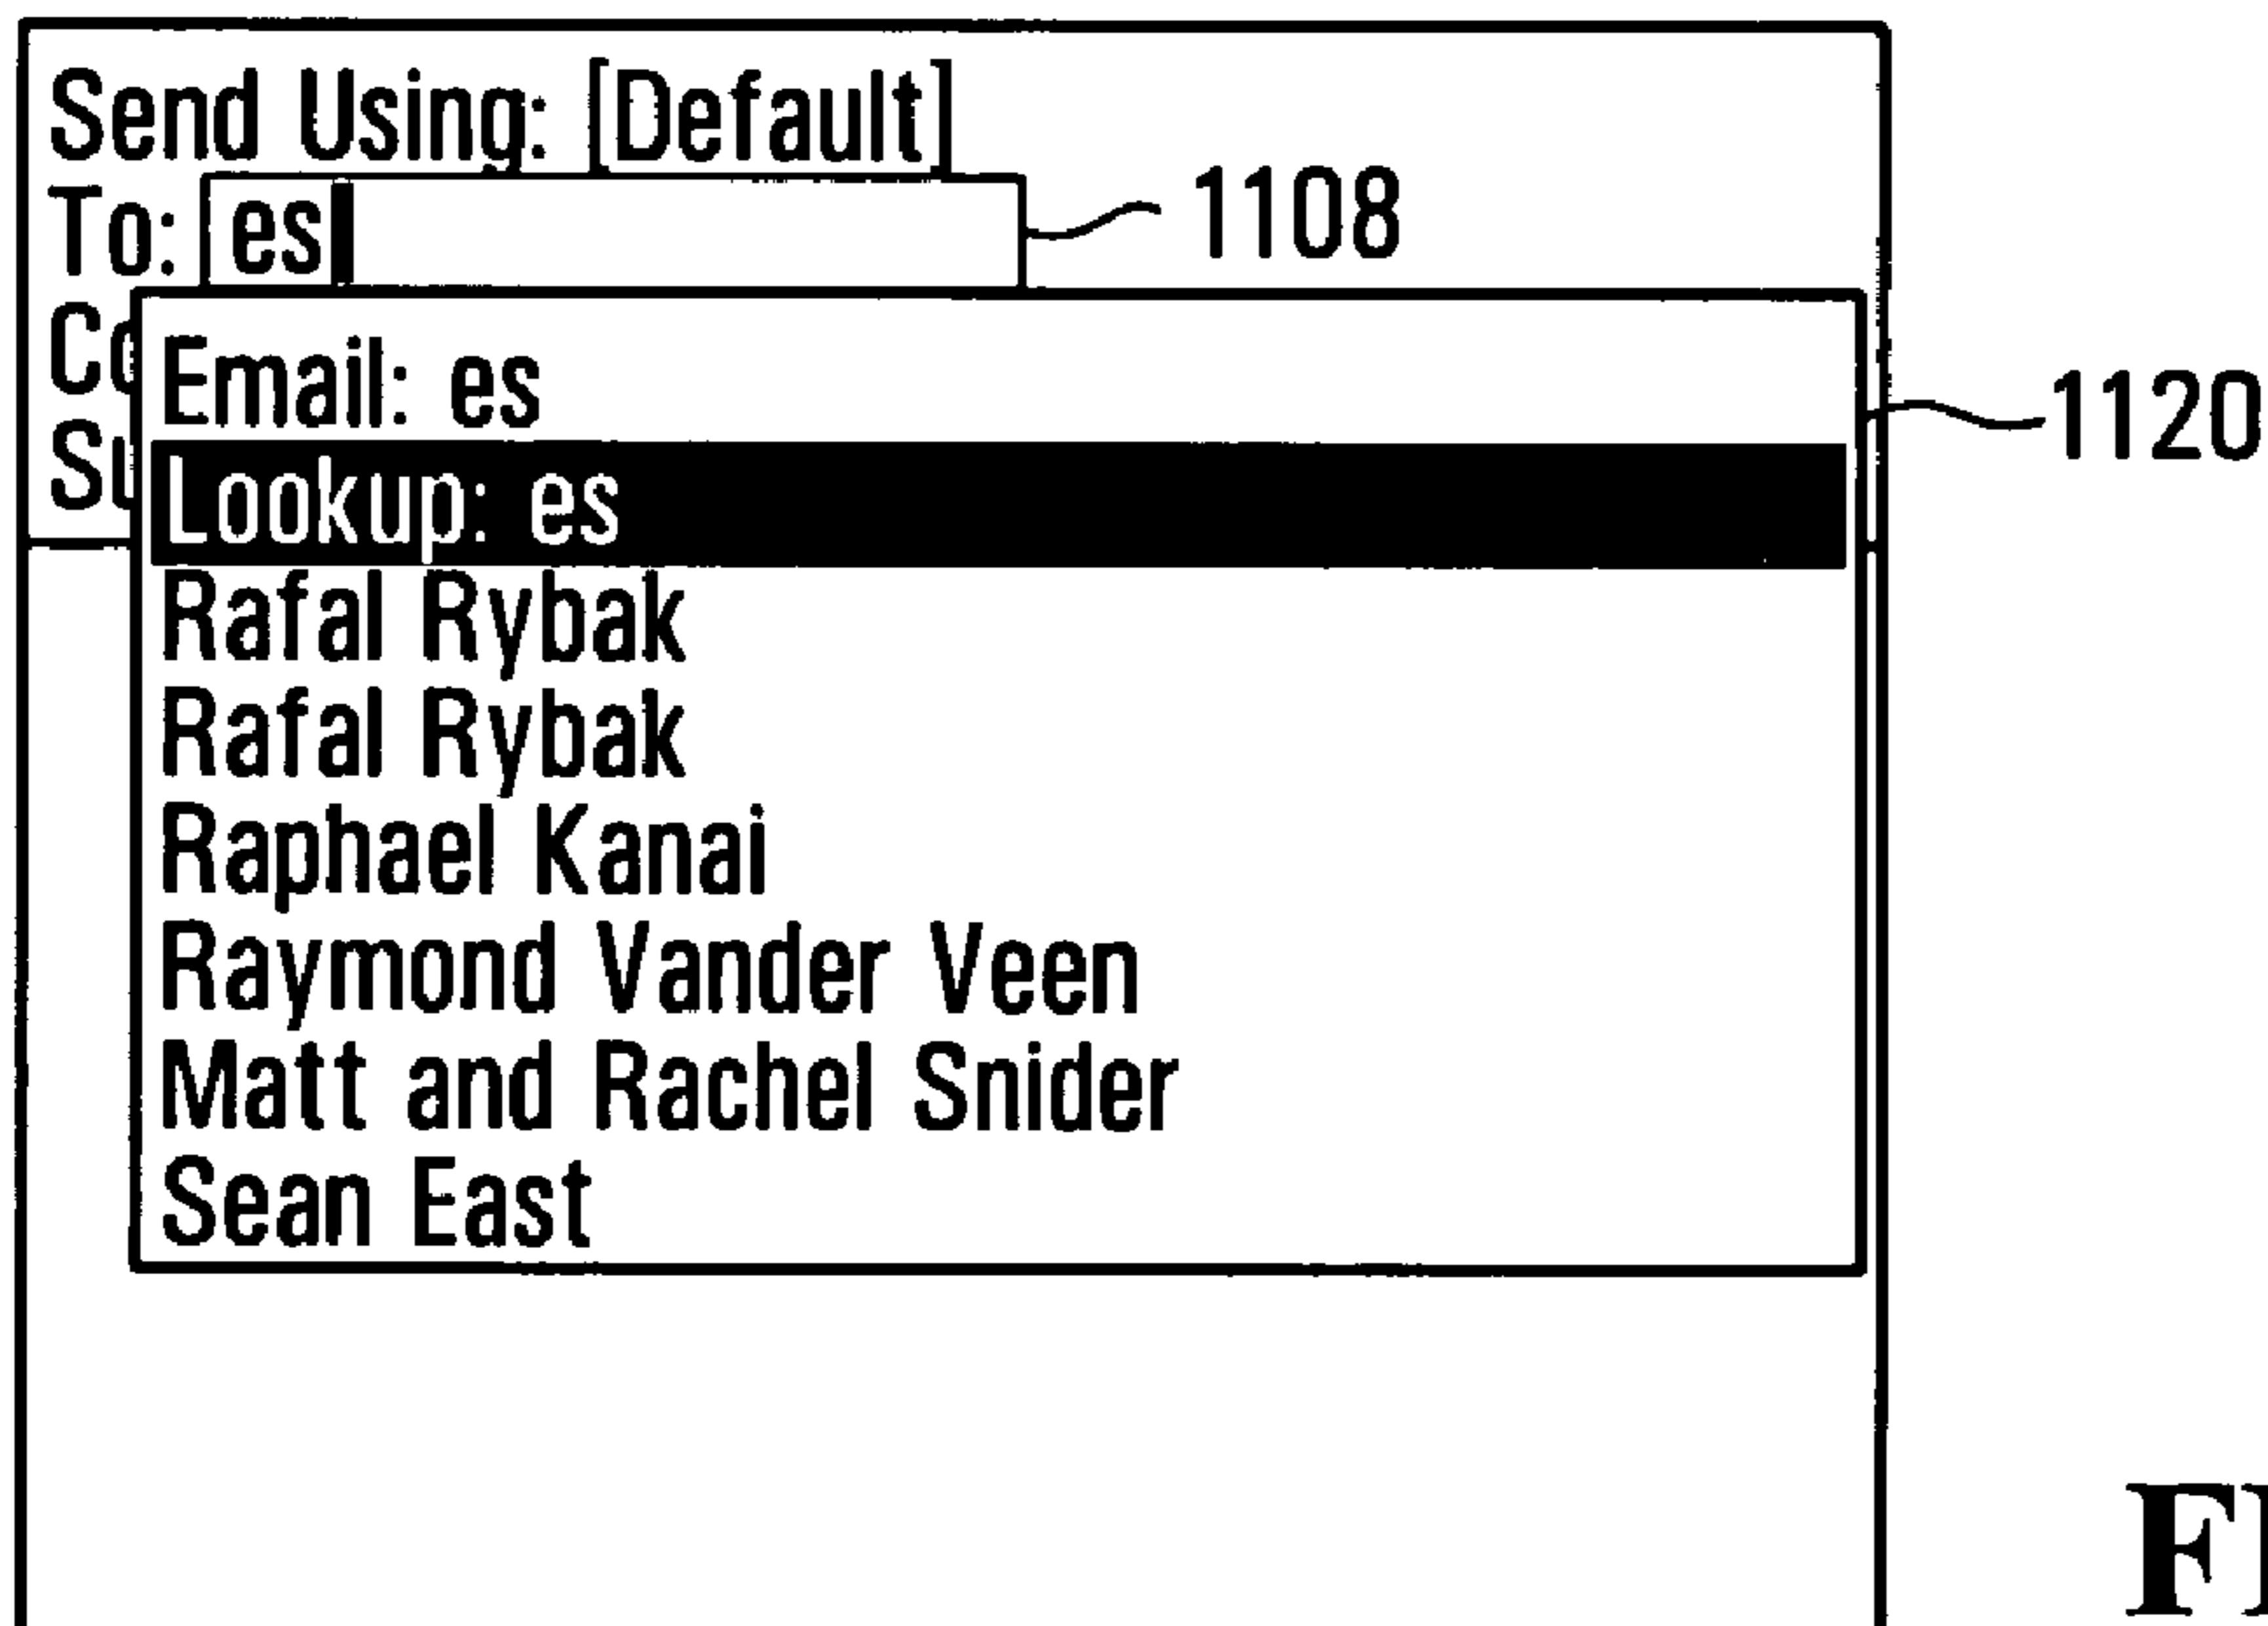 Send Using: [Default]
To: es
1108
Email: es
1120
Lookup: es
Rafal Rybak
Rafal Rybak
Raphael Kanai
Raymond Vander Veen
Matt and Rachel Snider
Sean East